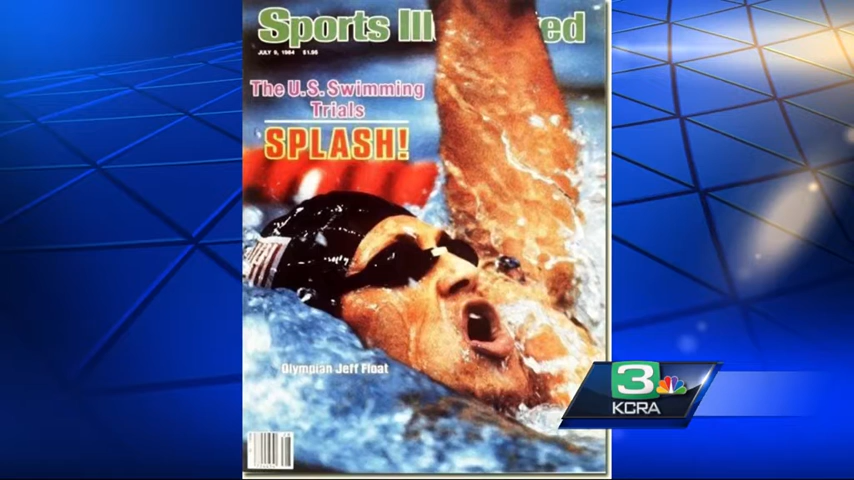 Sports Ill ed
JULY 9, 1984 $1.95
The U.S. Swimming
Trials
SPLASH!
Olympian Jeff Float
3
KCRA